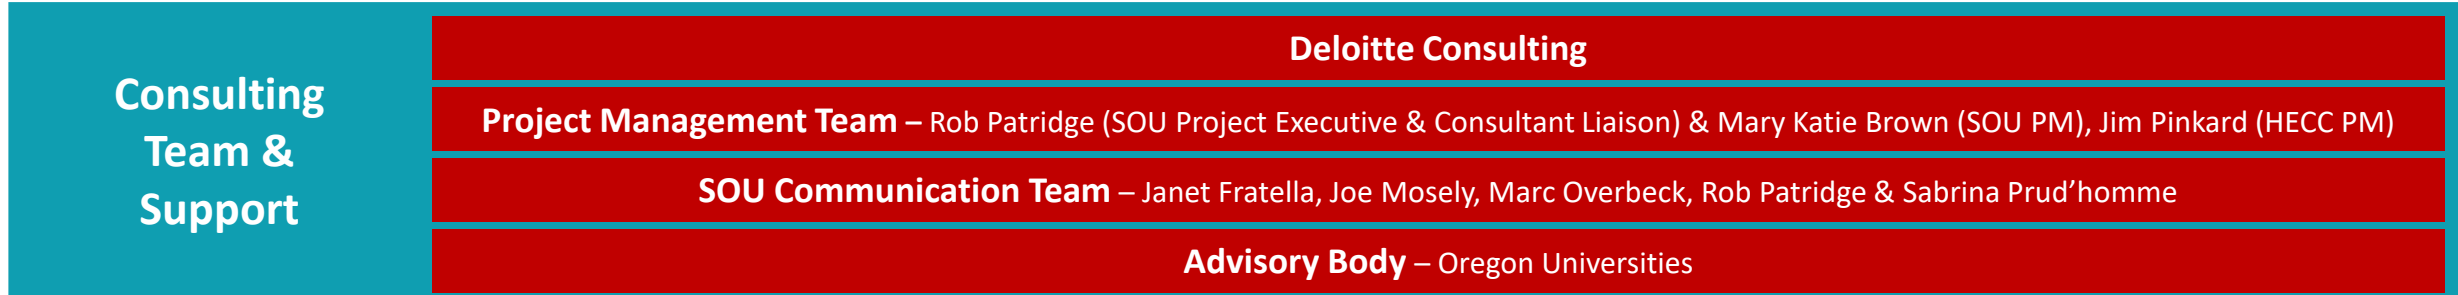 Consulting
Team &
Support
Deloitte Consulting
Project Management Team – Rob Patridge (SOU Project Executive & Consultant Liaison) & Mary Katie Brown (SOU PM), Jim Pinkard (HECC PM)
SOU Communication Team – Janet Fratella, Joe Mosely, Marc Overbeck, Rob Patridge & Sabrina Prud’homme
Advisory Body – Oregon Universities